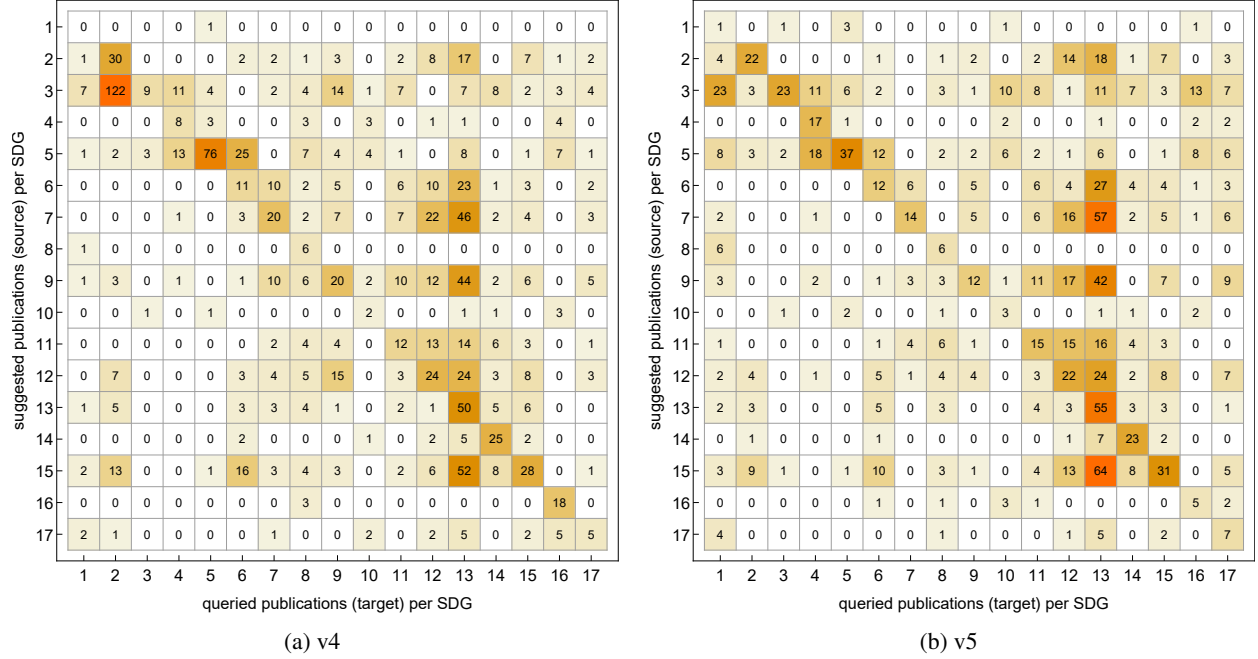 1 0 0 0 0 1 0 0 0 0 0 0 0 0 0 0 0 0
2 1 30 0 0 0 2 2 1 3 0 2 8 17 0 7 1 2
3 7 122 9 11 4 0 2 4 14 1 7 0 7 8 2 3 4
4 0 0 0 8 3 0 0 3 0 3 0 1 1 0 0 4 0
5 1 2 3 13 76 25 0 7 4 4 1 0 8 0 1 7 1
6 0 0 0 0 0 11 10 2 5 0 6 10 23 3 3 0 2
7 0 0 0 1 0 3 20 2 7 0 7 22 46 2 4 0 3
8 1 0 0 0 0 0 0 6 0 0 0 0 0 0 0 0 0
9 1 3 0 1 0 1 10 6 20 2 10 12 44 2 6 0 5
10 0 0 1 0 1 0 0 0 0 2 0 0 1 1 0 3 0
11 0 0 0 0 0 0 2 4 4 0 12 13 14 6 3 0 1
12 0 7 0 0 0 3 4 5 15 0 3 24 24 3 8 0 3
13 1 5 0 0 0 3 3 4 1 0 2 1 50 5 6 0 0
14 0 0 0 0 0 2 0 0 0 1 0 2 5 25 2 0 0
15 2 13 0 0 1 16 3 4 3 0 2 6 52 8 28 0 1
16 0 0 0 0 0 0 0 3 0 0 0 0 0 0 0 18 0
17 2 1 0 0 0 0 1 0 0 2 0 2 5 0 2 5 5
1 2 3 4 5 6 7 8 9 10 11 12 13 14 15 16 17
suggested publications (source) per SDG
queried publications (target) per SDG
(a) v4
1 1 0 1 0 3 0 0 0 0 1 0 0 0 0 0 1 0
2 4 22 0 0 0 1 0 1 2 0 2 14 18 1 7 0 3
3 23 3 23 11 6 2 0 3 1 10 8 1 11 7 3 13 7
4 0 0 0 17 1 0 0 0 0 2 0 0 1 0 0 2 2
5 8 3 2 18 37 12 0 2 2 6 2 1 6 0 1 8 6
6 0 0 0 0 0 12 6 0 5 0 6 4 27 4 4 1 3
7 2 0 0 1 0 0 14 0 5 0 6 16 57 2 5 1 6
8 6 0 0 0 0 0 0 6 0 0 0 0 0 0 0 0 0
9 3 0 0 2 0 1 3 3 12 1 11 17 42 0 7 0 9
10 0 0 1 0 2 0 0 1 0 3 0 0 1 1 0 2 0
11 1 0 0 0 0 1 4 6 1 0 15 15 16 4 3 0 0
12 2 4 0 1 0 5 1 4 4 0 3 22 24 2 8 0 7
13 2 3 0 0 0 5 0 3 0 0 4 3 55 3 3 0 1
14 0 1 0 0 0 1 0 0 0 0 0 1 7 23 2 0 0
15 3 9 1 0 1 10 0 3 1 0 4 13 64 8 31 0 5
16 0 0 0 0 0 1 0 1 0 3 1 0 0 0 0 5 2
17 4 0 0 0 0 0 0 1 0 0 0 1 5 0 2 0 7
1 2 3 4 5 6 7 8 9 10 11 12 13 14 15 16 17
suggested publications (source) per SDG
queried publications (target) per SDG
(b) v5